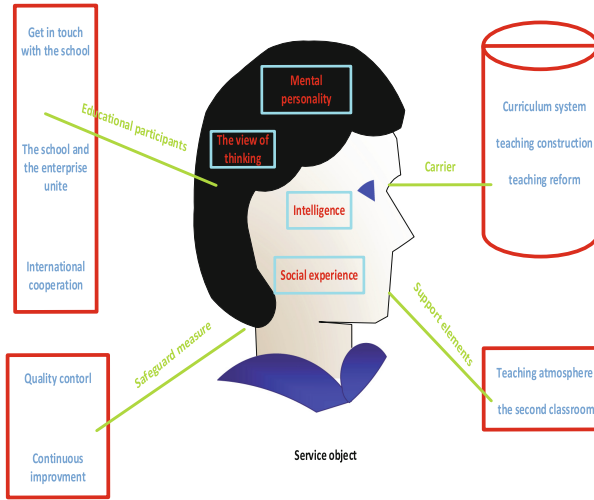 Get in touch
with the school
The school and
the enterprise
unite
International
cooperation
Educational participants
Mental
personality
The view of
thinking
Intelligence
Social experience
Carrier
Curriculum system
teaching construction
teaching reform
Safeguard measure
Support elements
Quality contorl
Continuous
improvment
Teaching atmosphere
the second classroom
Service object